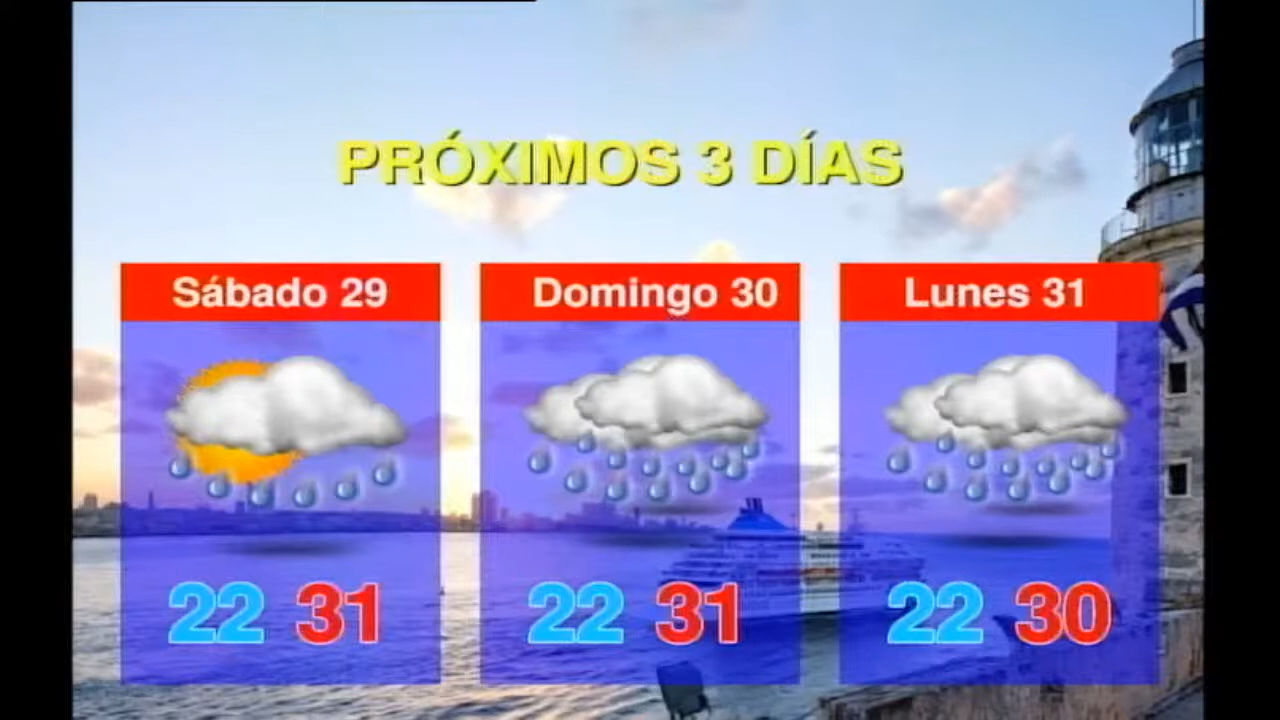 PRÓXIMOS 3 DÍAS
Sábado 29
Domingo 30
Lunes 31
22 31
22 31
22 30